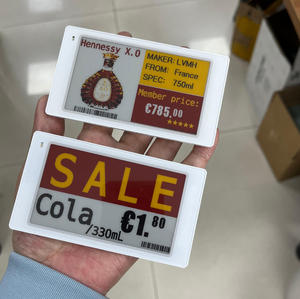 Hennessy X.O
MAKER: LVMH
FROM: France
SPEC: 750ml
Member price:
€785.00
★★★★★
SALE
Cola
/330mL
€1.80